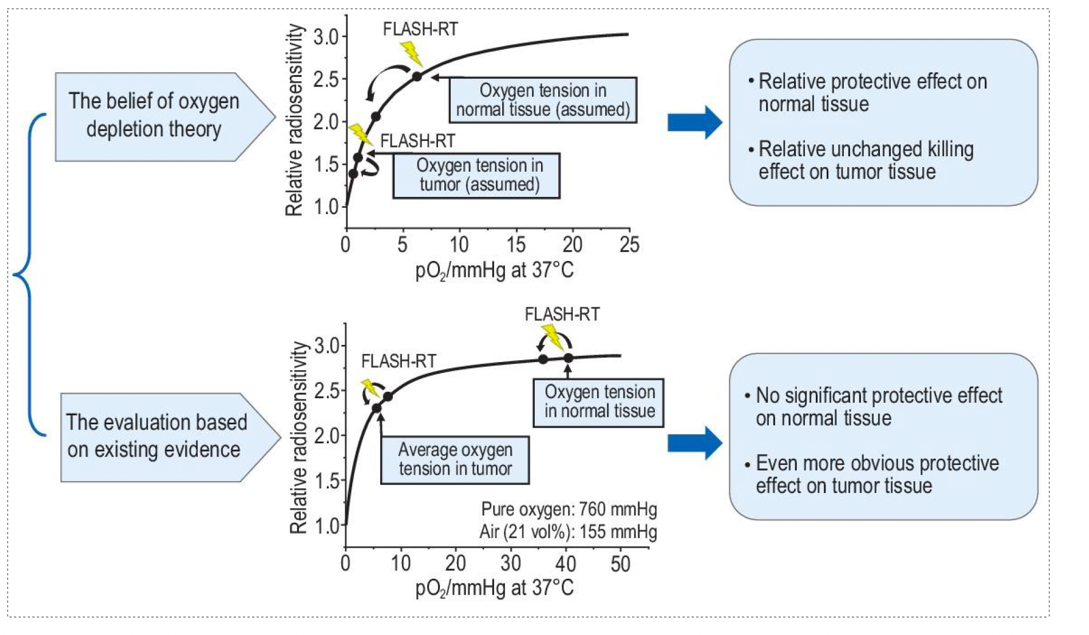 The belief of oxygen
depletion theory
Relative radiosensitivity
3.0
2.5
2.0
1.5
1.0
FLASH-RT
Oxygen tension in
normal tissue (assumed)
FLASH-RT
Oxygen tension in
tumor (assumed)
0 5 10 15 20 25
pO₂/mmHg at 37°C
• Relative protective effect on
normal tissue
• Relative unchanged killing
effect on tumor tissue
The evaluation based
on existing evidence
Relative radiosensitivity
3.0
2.5
2.0
1.5
1.0
FLASH-RT
FLASH-RT
Oxygen tension
in normal tissue
Average oxygen
tension in tumor
Pure oxygen: 760 mmHg
Air (21 vol%): 155 mmHg
0 10 20 30 40 50
pO₂/mmHg at 37°C
• No significant protective effect
on normal tissue
• Even more obvious protective
effect on tumor tissue